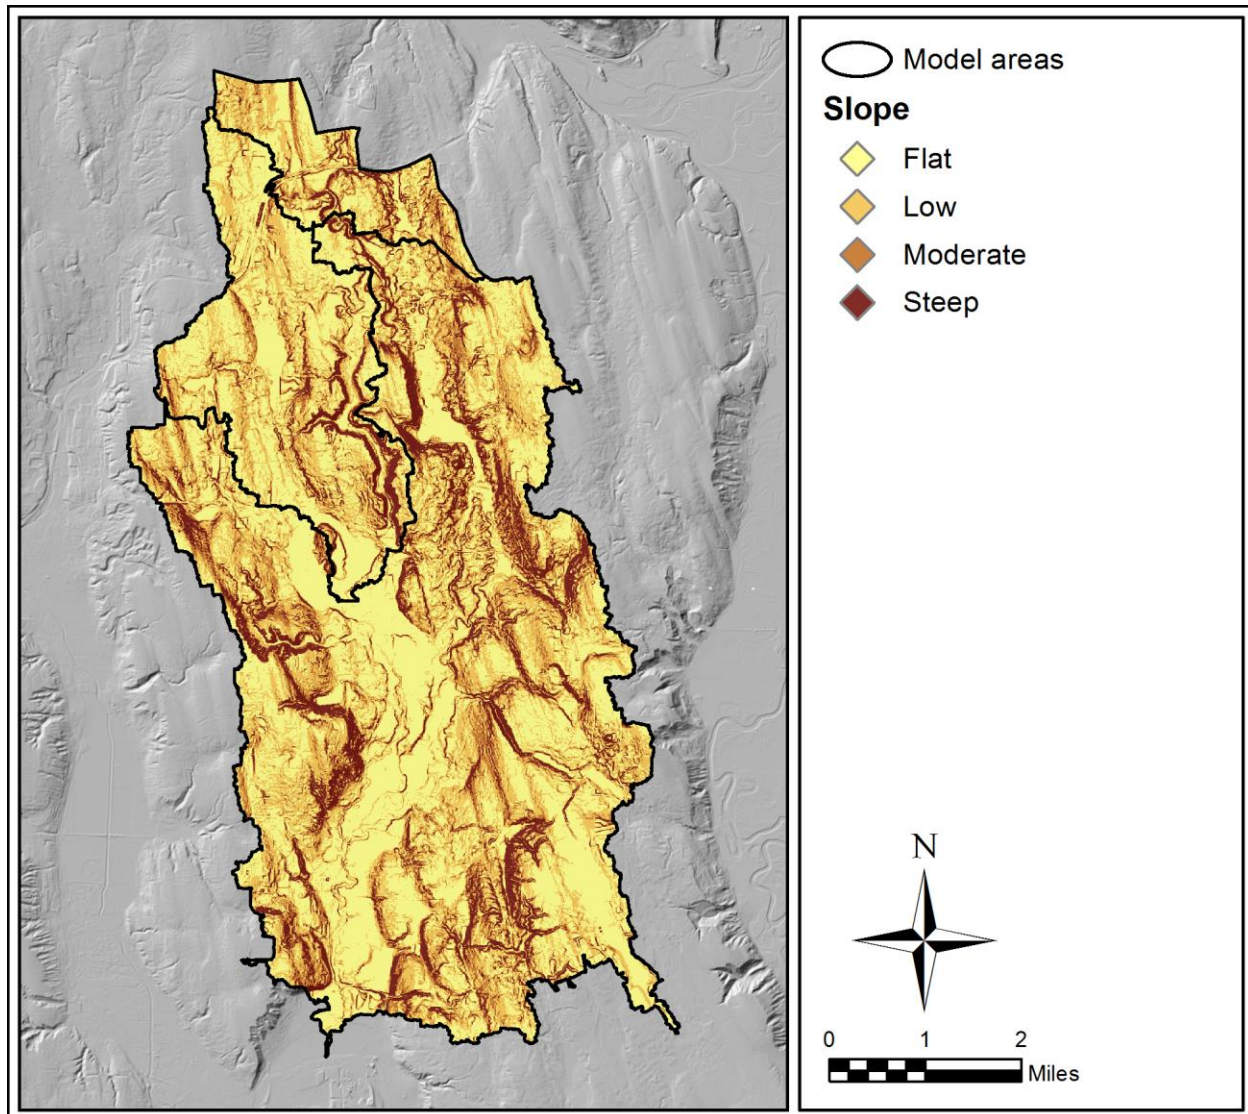 Model areas
Slope
Flat
Low
Moderate
Steep
N
0 1 2
Miles